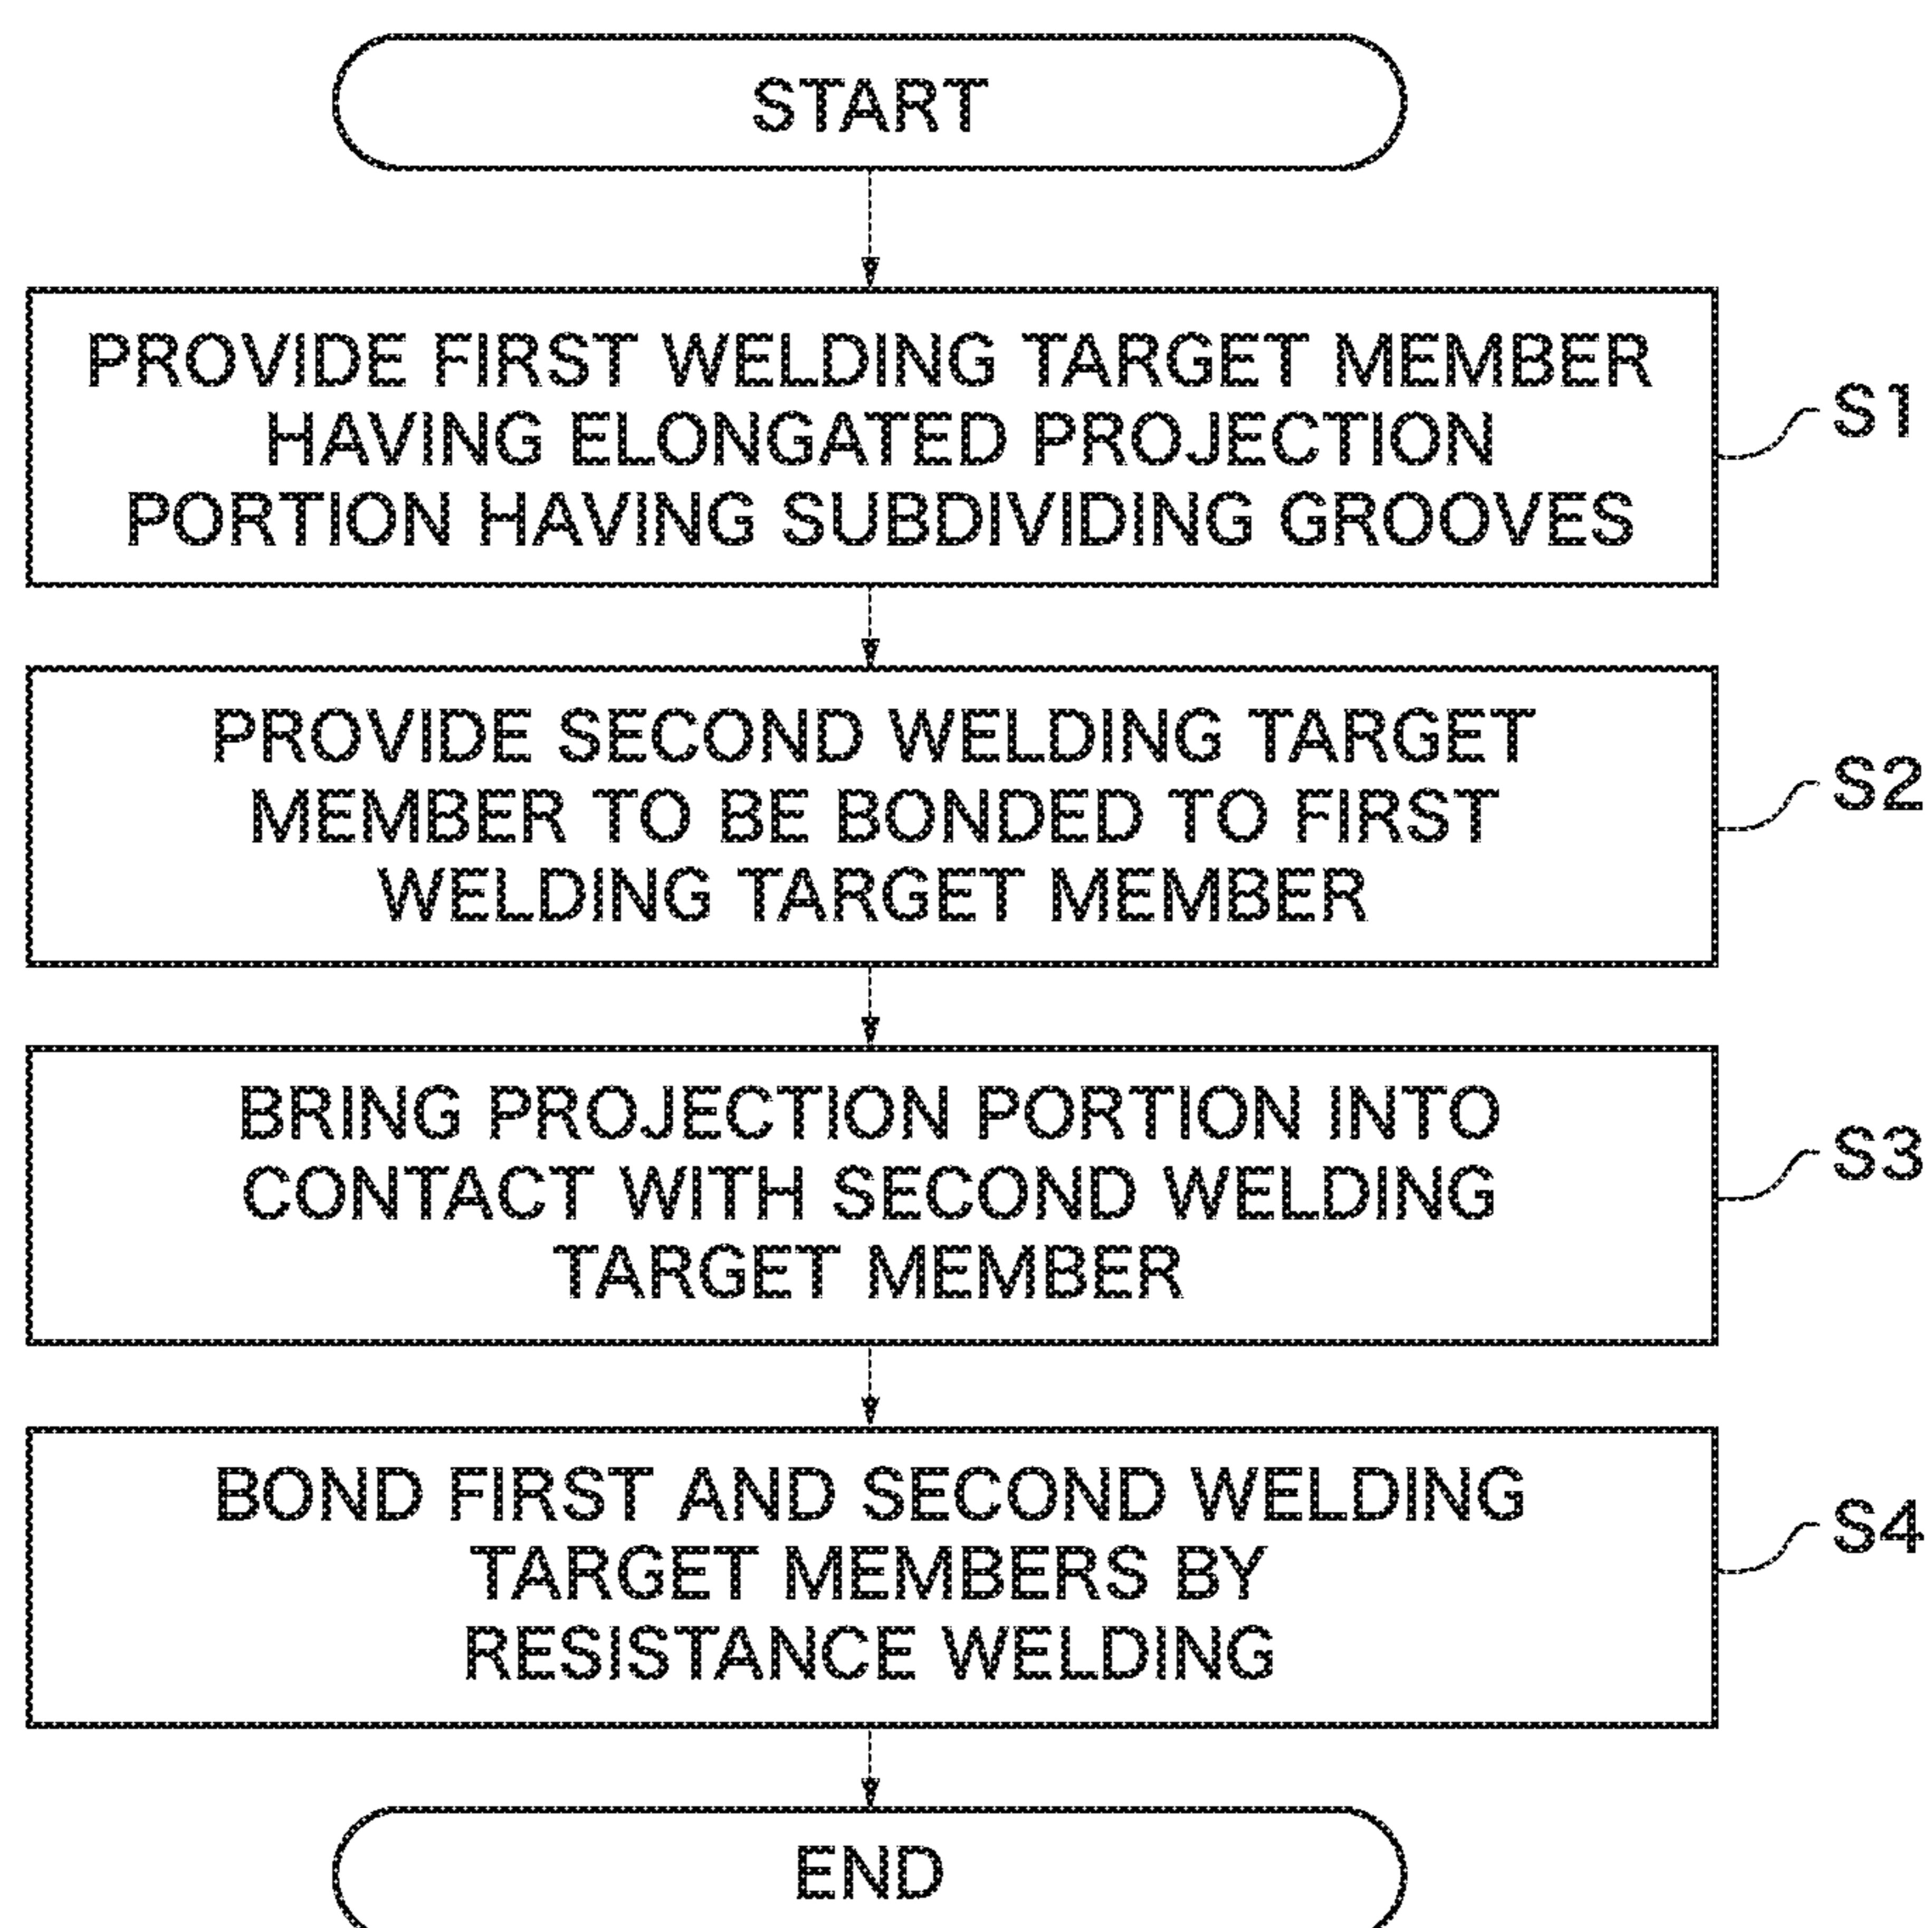 START
PROVIDE FIRST WELDING TARGET MEMBER
HAVING ELONGATED PROJECTION
PORTION HAVING SUBDIVIDING GROOVES
S1
PROVIDE SECOND WELDING TARGET
MEMBER TO BE BONDED TO FIRST
WELDING TARGET MEMBER
S2
BRING PROJECTION PORTION INTO
CONTACT WITH SECOND WELDING
TARGET MEMBER
S3
BOND FIRST AND SECOND WELDING
TARGET MEMBERS BY
RESISTANCE WELDING
S4
END